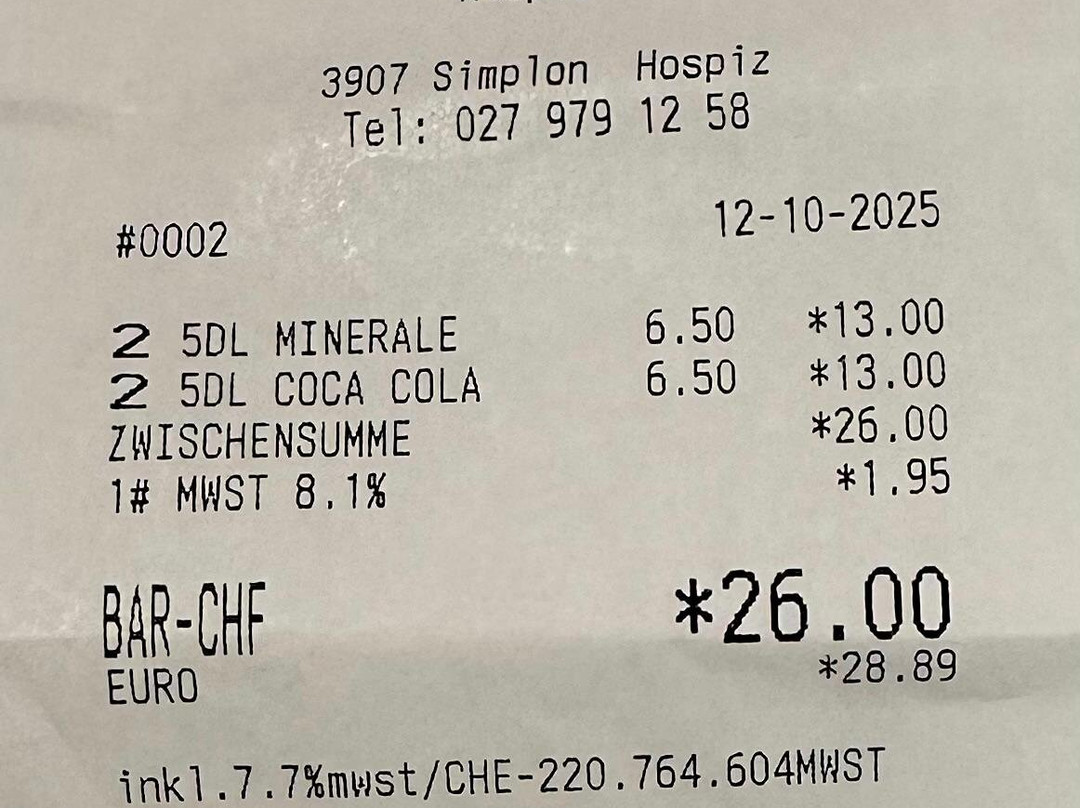 3907 Simplon Hospiz
Tel: 027 979 12 58
#0002 12-10-2025
2 5DL MINERALE 6.50 *13.00
2 5DL COCA COLA 6.50 *13.00
ZWISCHENSUMME *26.00
1# MWST 8.1% *1.95
BAR-CHF *26.00
EURO *28.89
inkl.7.7%mwst/CHE-220.764.604MWST